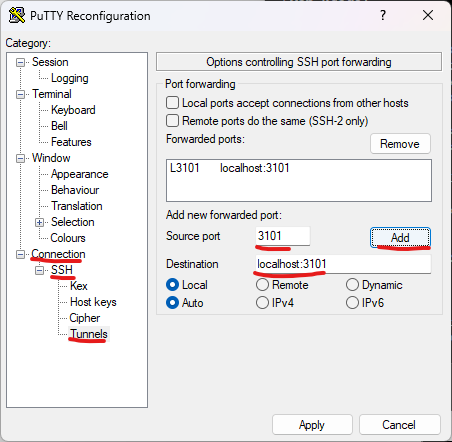 PuTTY Reconfiguration
Category:
Session
Logging
Terminal
Keyboard
Bell
Features
Window
Appearance
Behaviour
Translation
Selection
Colours
Connection
SSH
Kex
Host keys
Cipher
Tunnels
Options controlling SSH port forwarding
Port forwarding
Local ports accept connections from other hosts
Remote ports do the same (SSH-2 only)
Forwarded ports:
Remove
L3101 localhost:3101
Add new forwarded port:
Source port 3101 Add
Destination localhost:3101
Local Remote Dynamic
Auto IPv4 IPv6
Apply Cancel